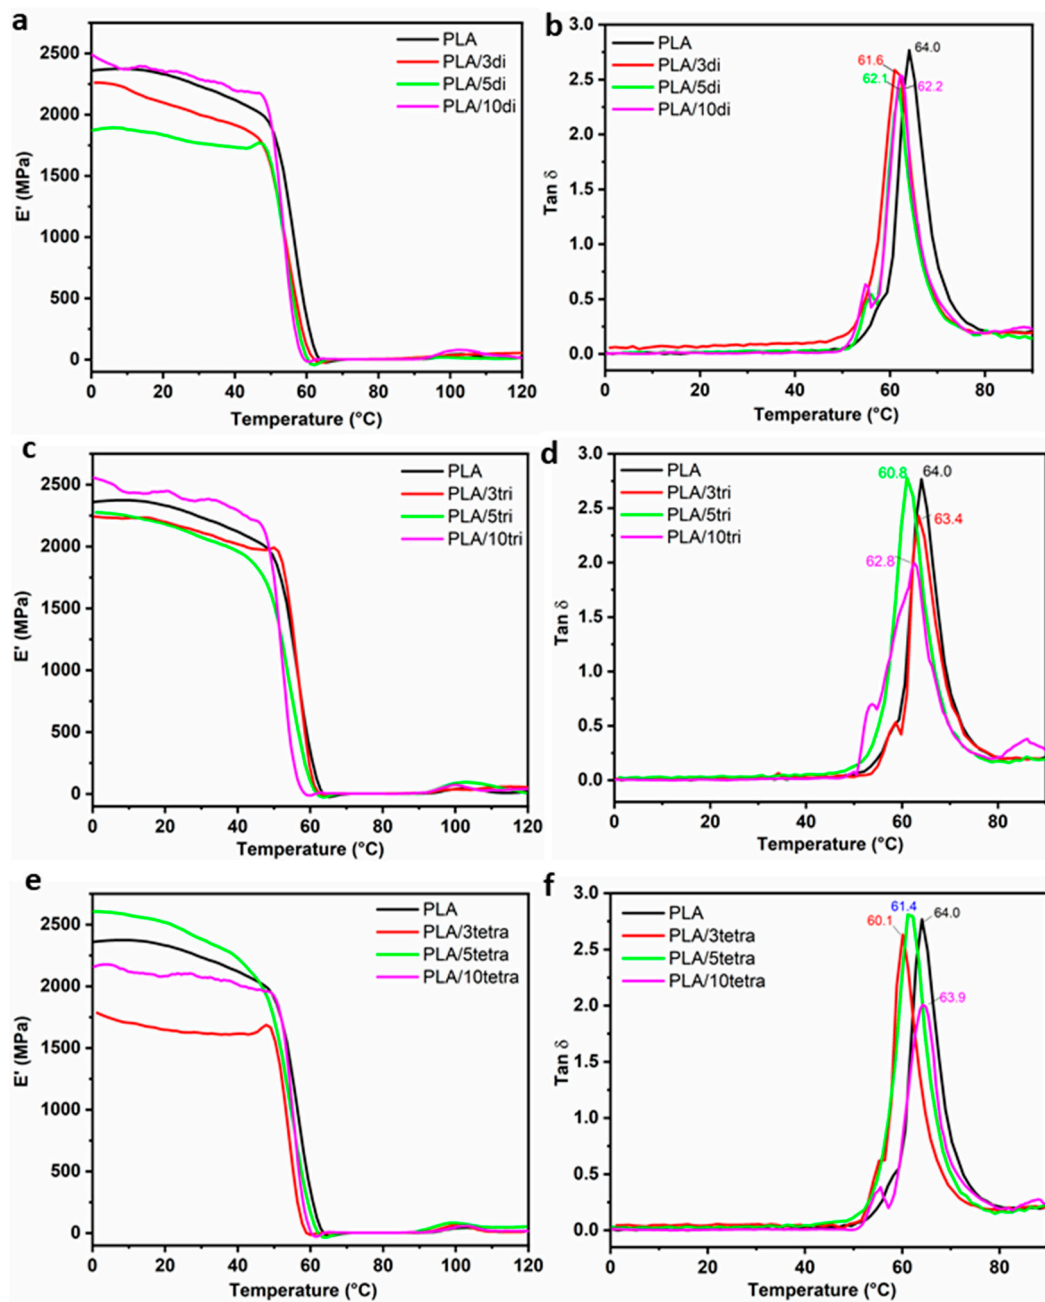 a
E' (MPa)
2500
2000
1500
1000
500
0
0 20 40 60 80 100 120
Temperature (°C)
PLA
PLA/3di
PLA/5di
PLA/10di
b
Tan δ
3.0
2.5
2.0
1.5
1.0
0.5
0.0
0 20 40 60 80
Temperature (°C)
PLA
PLA/3di
PLA/5di
PLA/10di
64.0
61.6
62.1
62.2
c
E' (MPa)
2500
2000
1500
1000
500
0
0 20 40 60 80 100 120
Temperature (°C)
PLA
PLA/3tri
PLA/5tri
PLA/10tri
d
Tan δ
3.0
2.5
2.0
1.5
1.0
0.5
0.0
0 20 40 60 80
Temperature (°C)
PLA
PLA/3tri
PLA/5tri
PLA/10tri
60.8
64.0
63.4
62.8
e
E' (MPa)
2500
2000
1500
1000
500
0
0 20 40 60 80 100 120
Temperature (°C)
PLA
PLA/3tetra
PLA/5tetra
PLA/10tetra
f
Tan δ
3.0
2.5
2.0
1.5
1.0
0.5
0.0
0 20 40 60 80
Temperature (°C)
PLA
PLA/3tetra
PLA/5tetra
PLA/10tetra
60.1
61.4
64.0
63.9